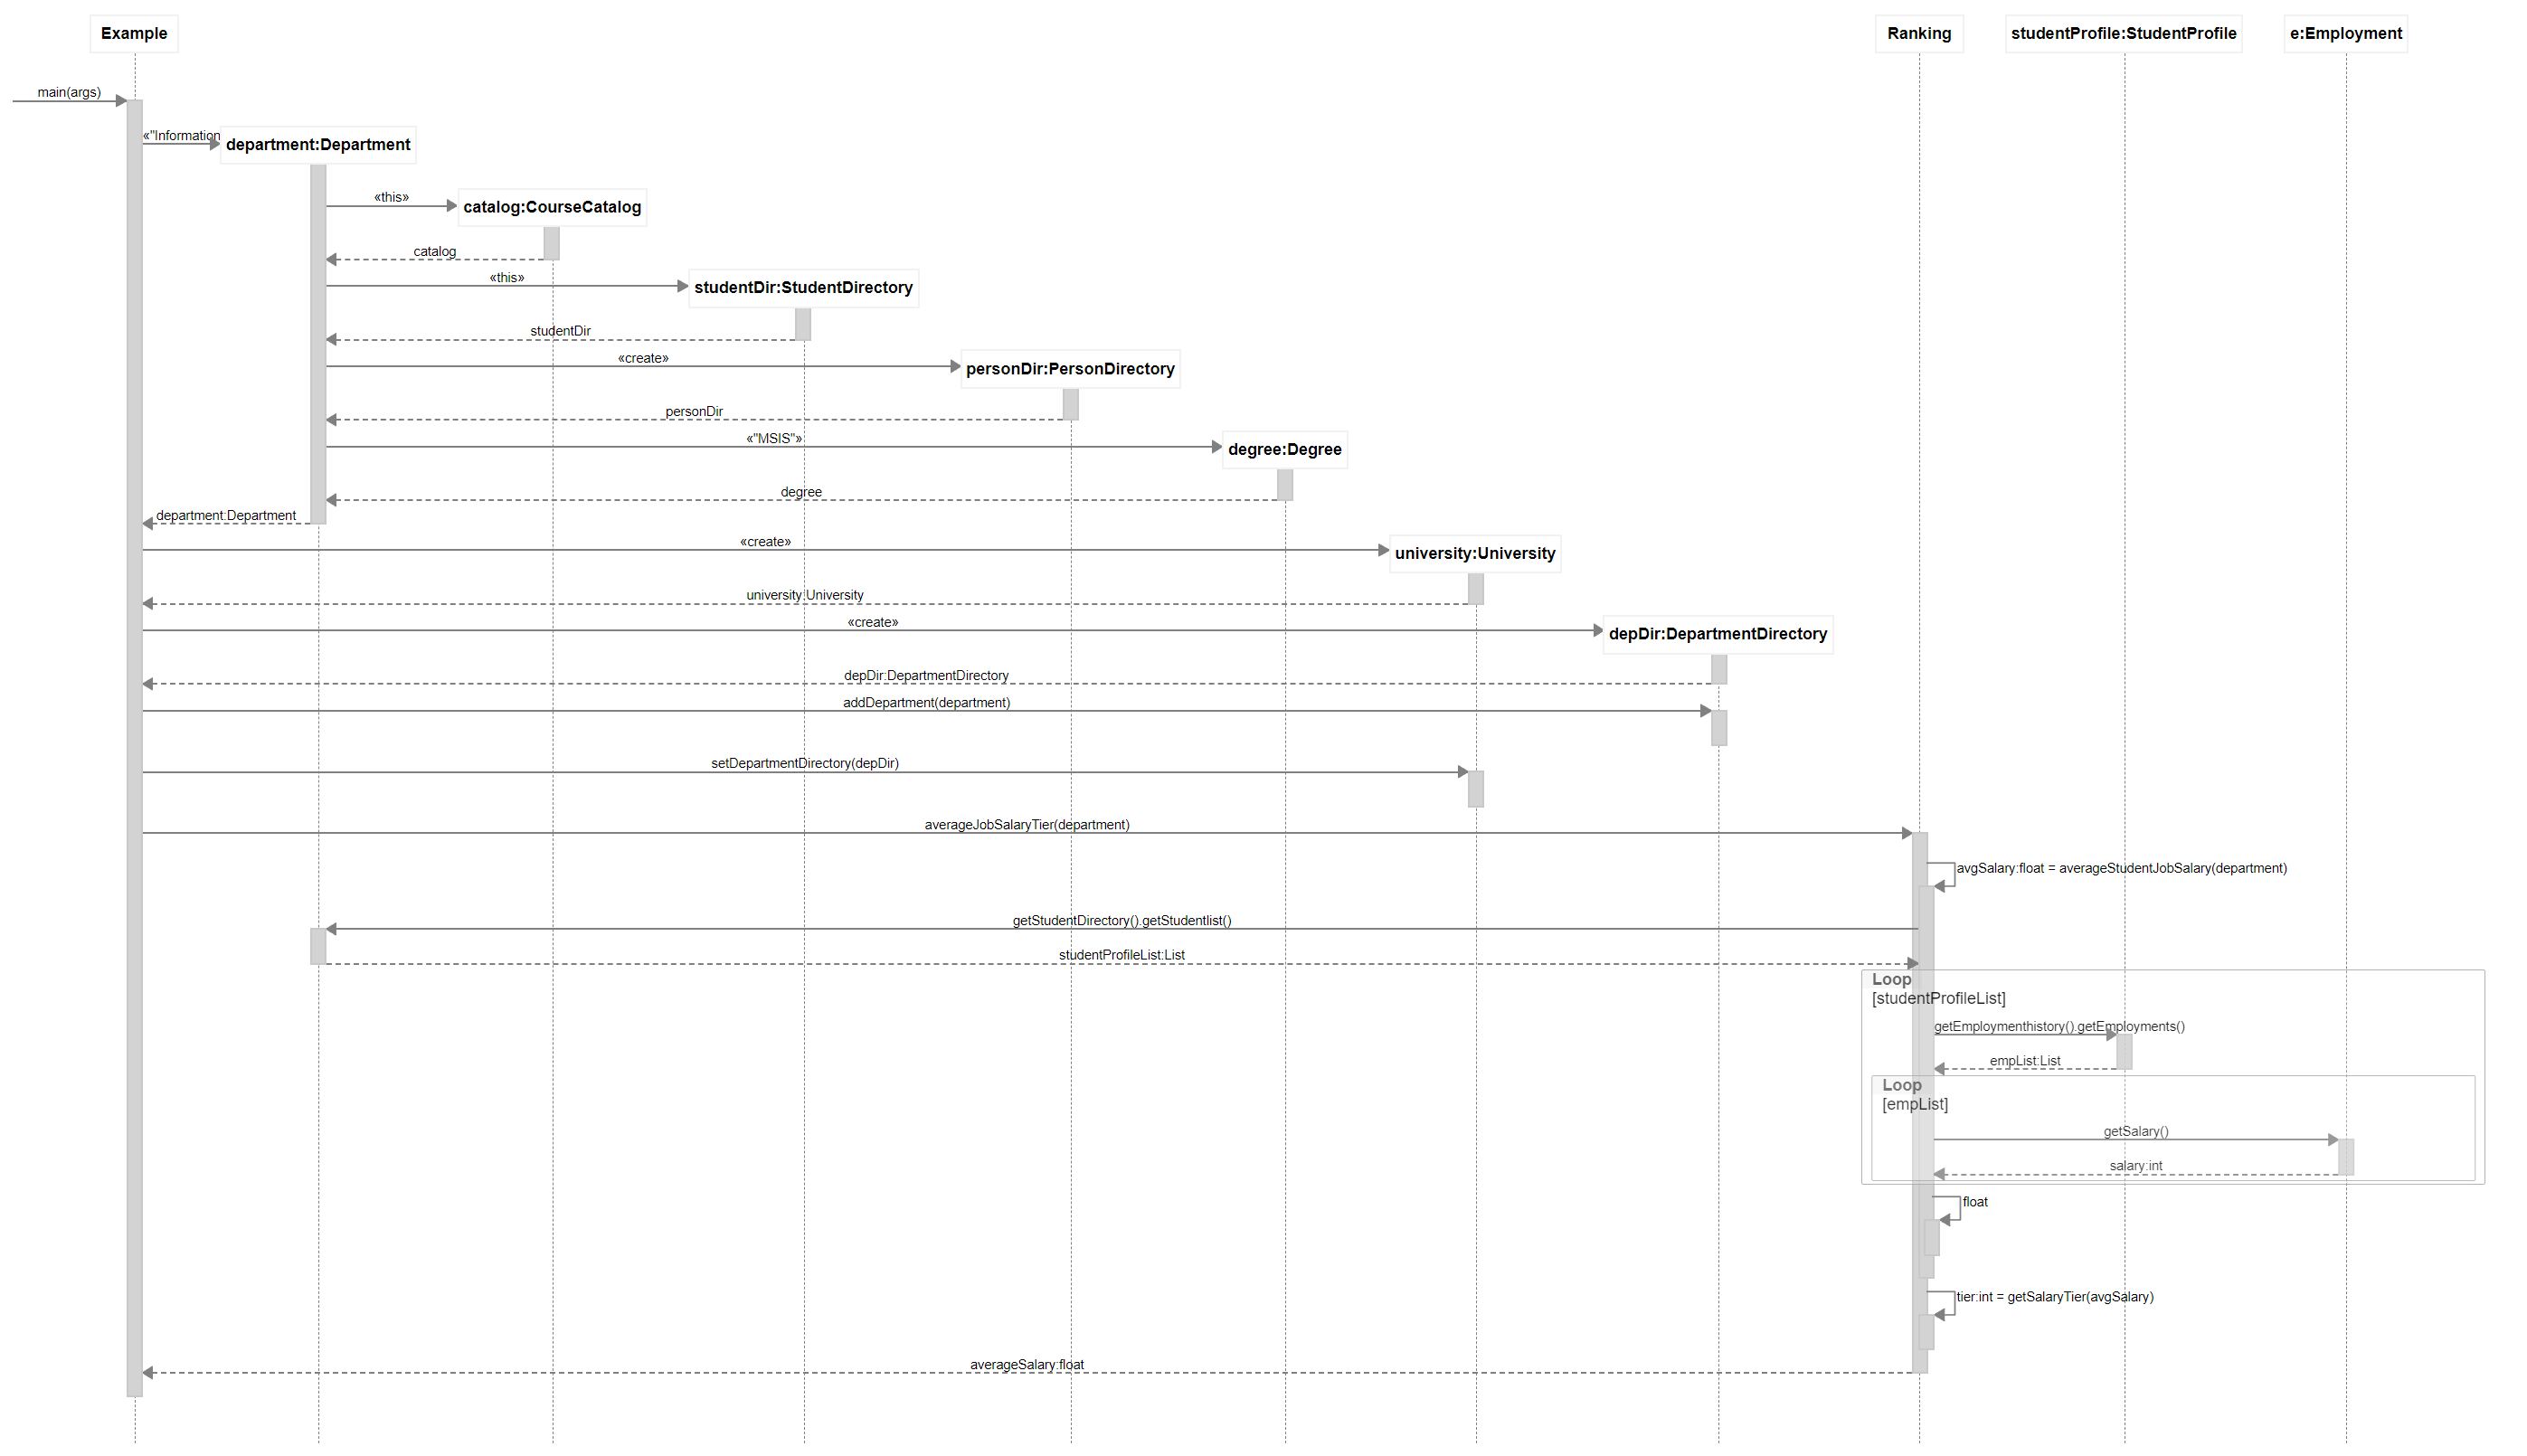 Example
Ranking
studentProfile:StudentProfile
e:Employment
main(args)
«"Information
department:Department
«this»
catalog:CourseCatalog
catalog
«this»
studentDir:StudentDirectory
studentDir
«create»
personDir:PersonDirectory
personDir
«"MSIS"»
degree:Degree
degree
department:Department
«create»
university:University
university:University
«create»
depDir:DepartmentDirectory
depDir:DepartmentDirectory
addDepartment(department)
setDepartmentDirectory(depDir)
averageJobSalaryTier(department)
avgSalary:float = averageStudentJobSalary(department)
getStudentDirectory().getStudentlist()
studentProfileList:List
Loop
[studentProfileList]
getEmploymenthistory().getEmployments()
empList:List
Loop
[empList]
getSalary()
salary:int
float
tier:int = getSalaryTier(avgSalary)
averageSalary:float